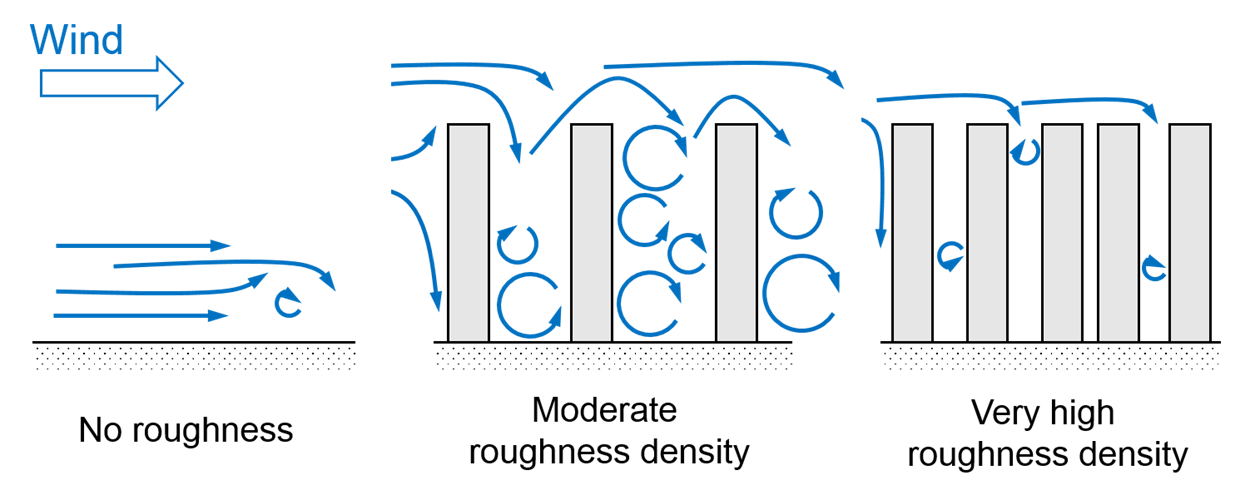 Wind
No roughness
Moderate
roughness density
Very high
roughness density